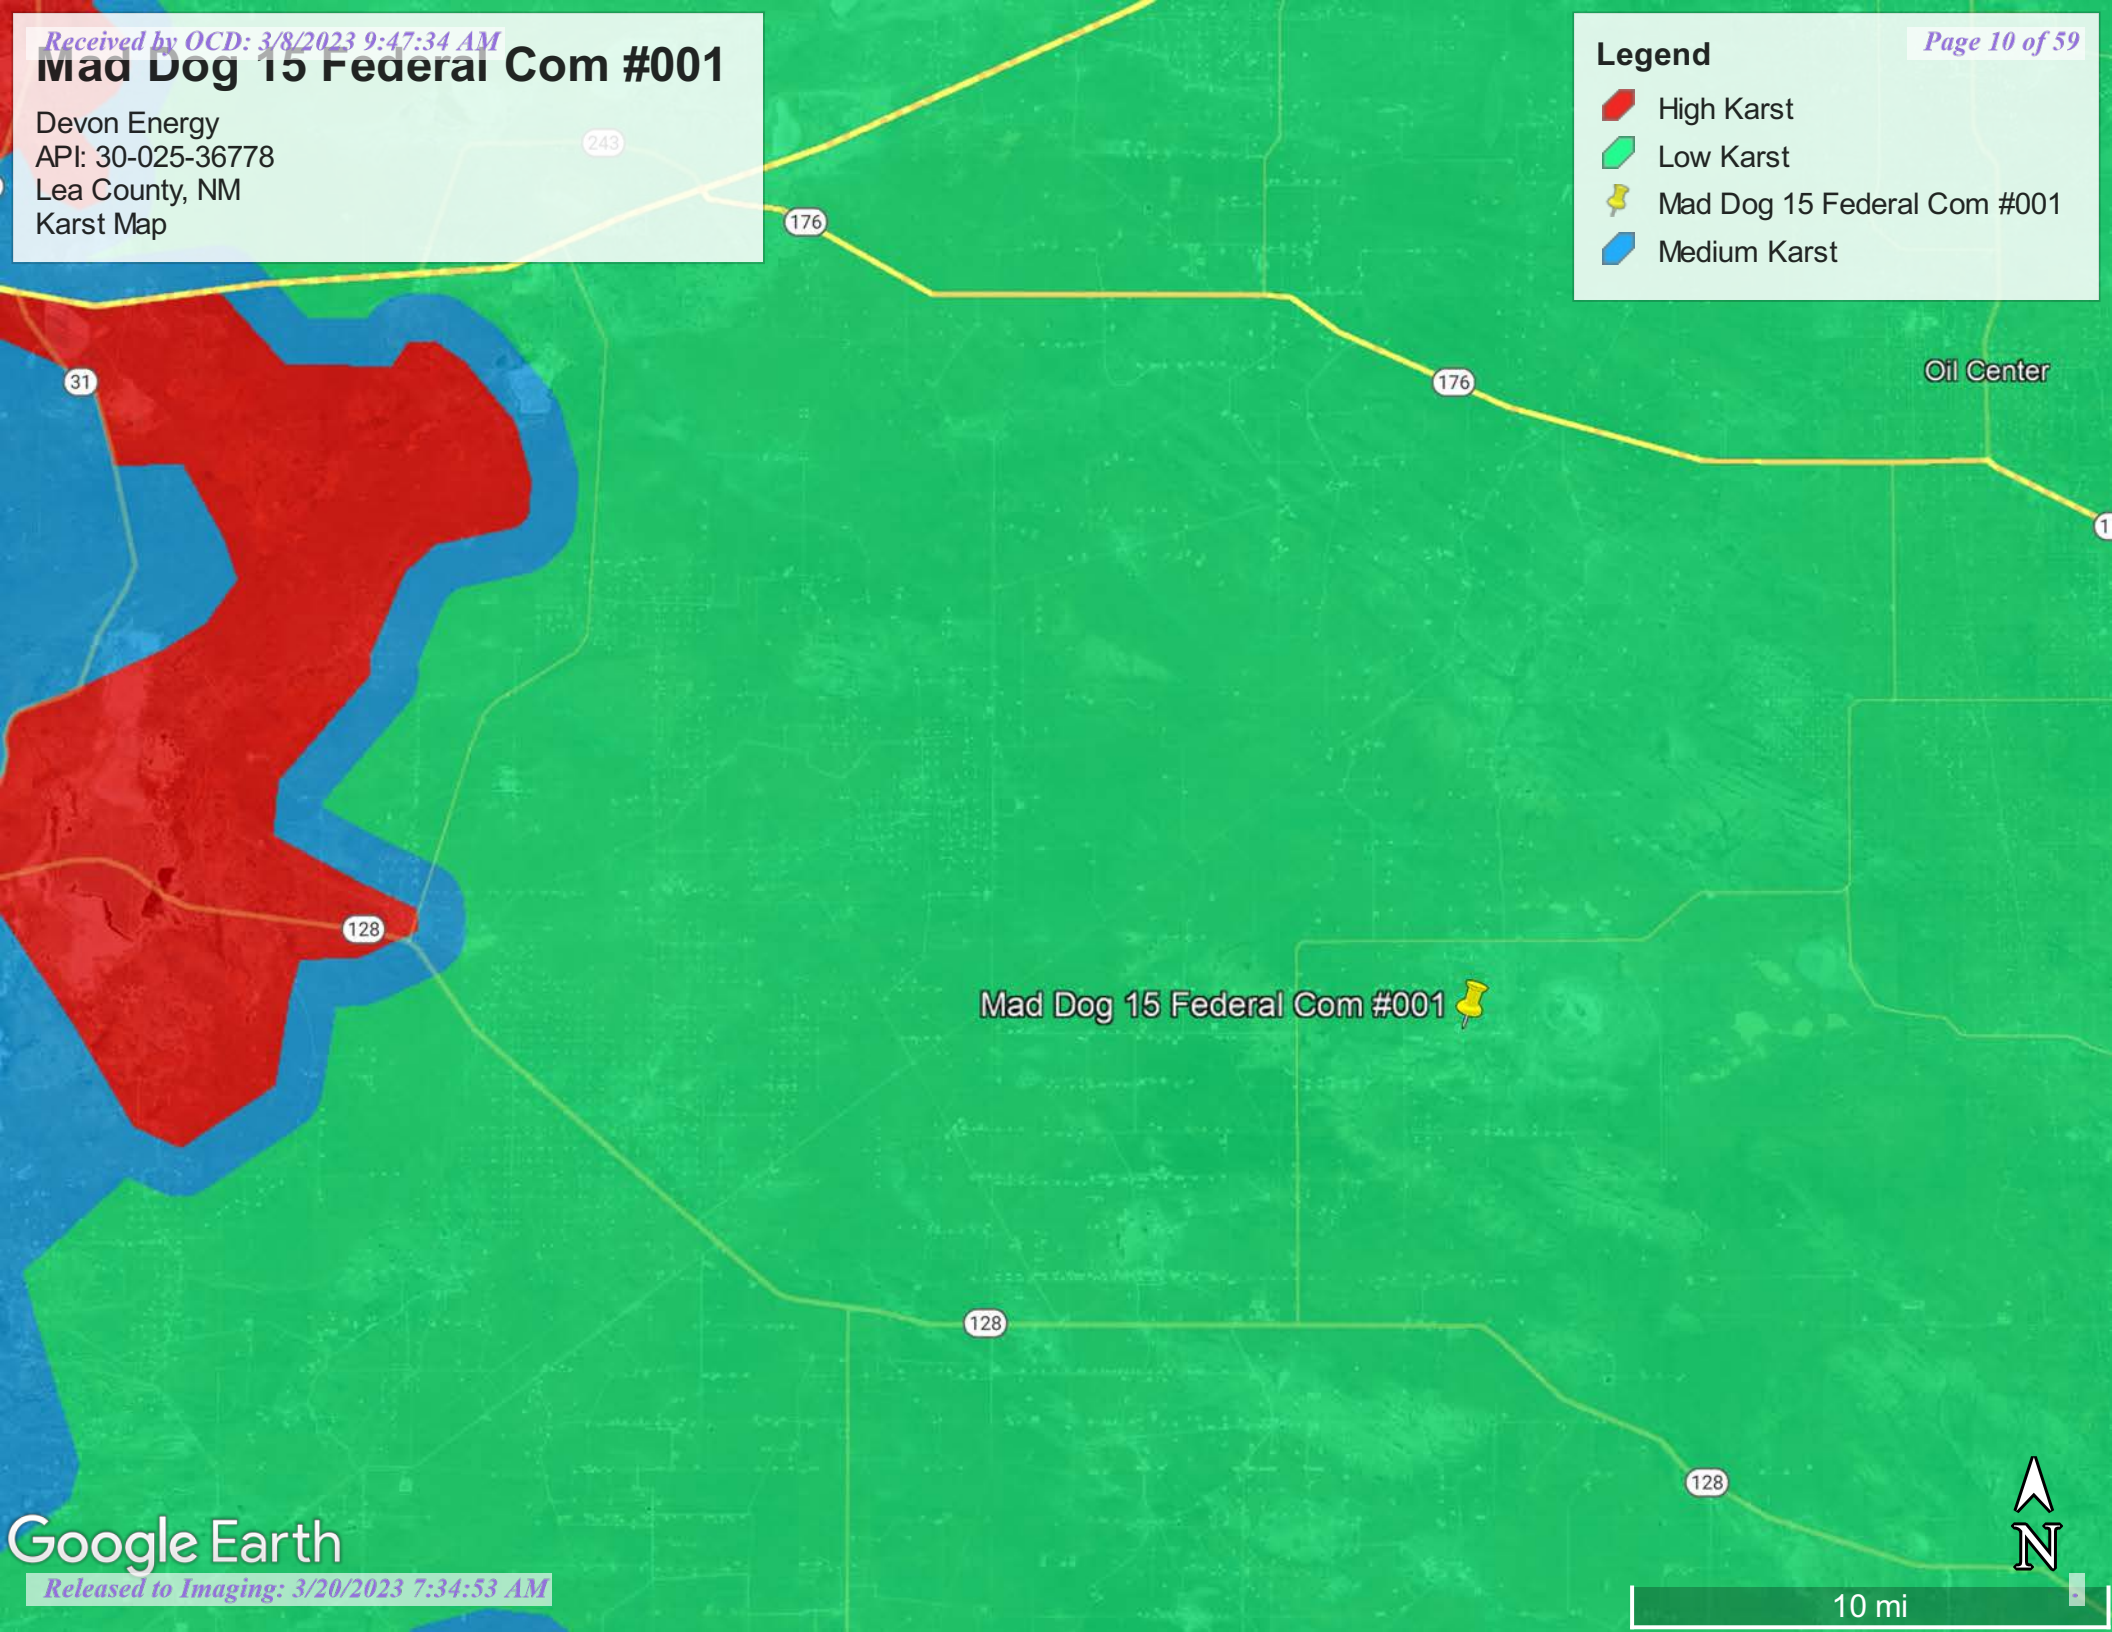 Received by OCD: 3/8/2023 9:47:34 AM
Mad Dog 15 Federal Com #001
Devon Energy
API: 30-025-36778
Lea County, NM
Karst Map
Page 10 of 59
Legend
High Karst
Low Karst
Mad Dog 15 Federal Com #001
Medium Karst
243
176
31
176
Oil Center
1
128
Mad Dog 15 Federal Com #001
128
128
N
Google Earth
Released to Imaging: 3/20/2023 7:34:53 AM
10 mi